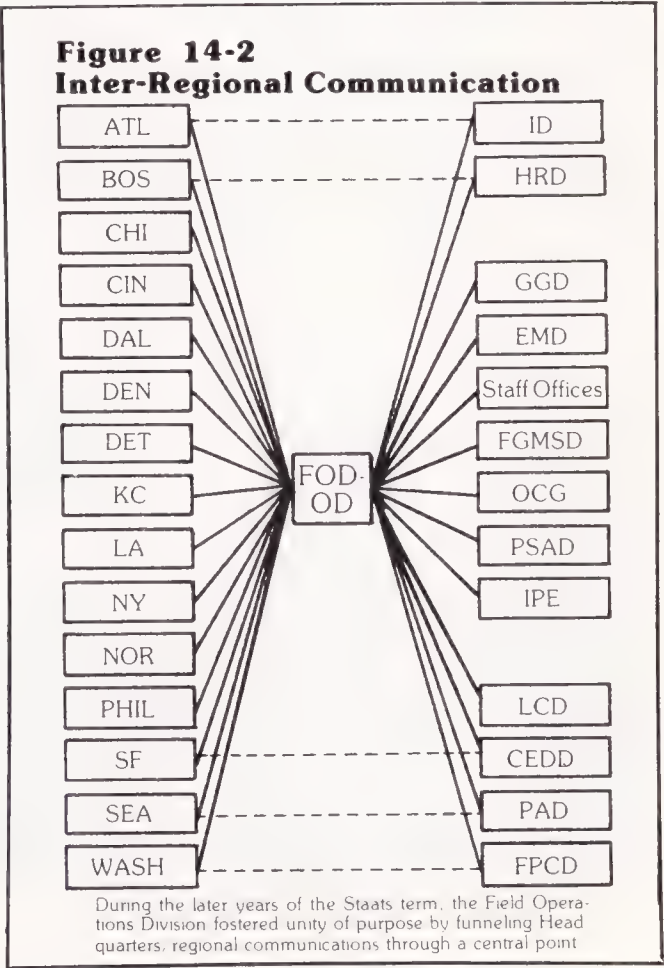 Figure 14-2
Inter-Regional Communication
ATL
BOS
CHI
CIN
DAL
DEN
DET
KC
LA
NY
NOR
PHIL
SF
SEA
WASH
FOD-
OD
ID
HRD
GGD
EMD
Staff Offices
FGMSD
OCG
PSAD
IPE
LCD
CEDD
PAD
FPCD
During the later years of the Staats term, the Field Opera-
tions Division fostered unity of purpose by funneling Head
quarters, regional communications through a central point